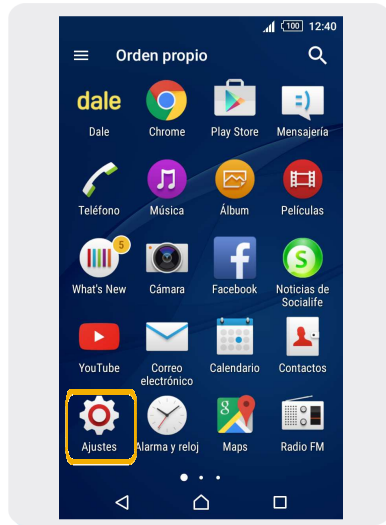 100 12:40
Orden propio
dale
Dale Chrome Play Store Mensajería
Teléfono Música Álbum Películas
5
What's New Cámara Facebook Noticias de
Socialife
YouTube Correo Calendario Contactos
electrónico
Ajustes Alarma y reloj Maps Radio FM